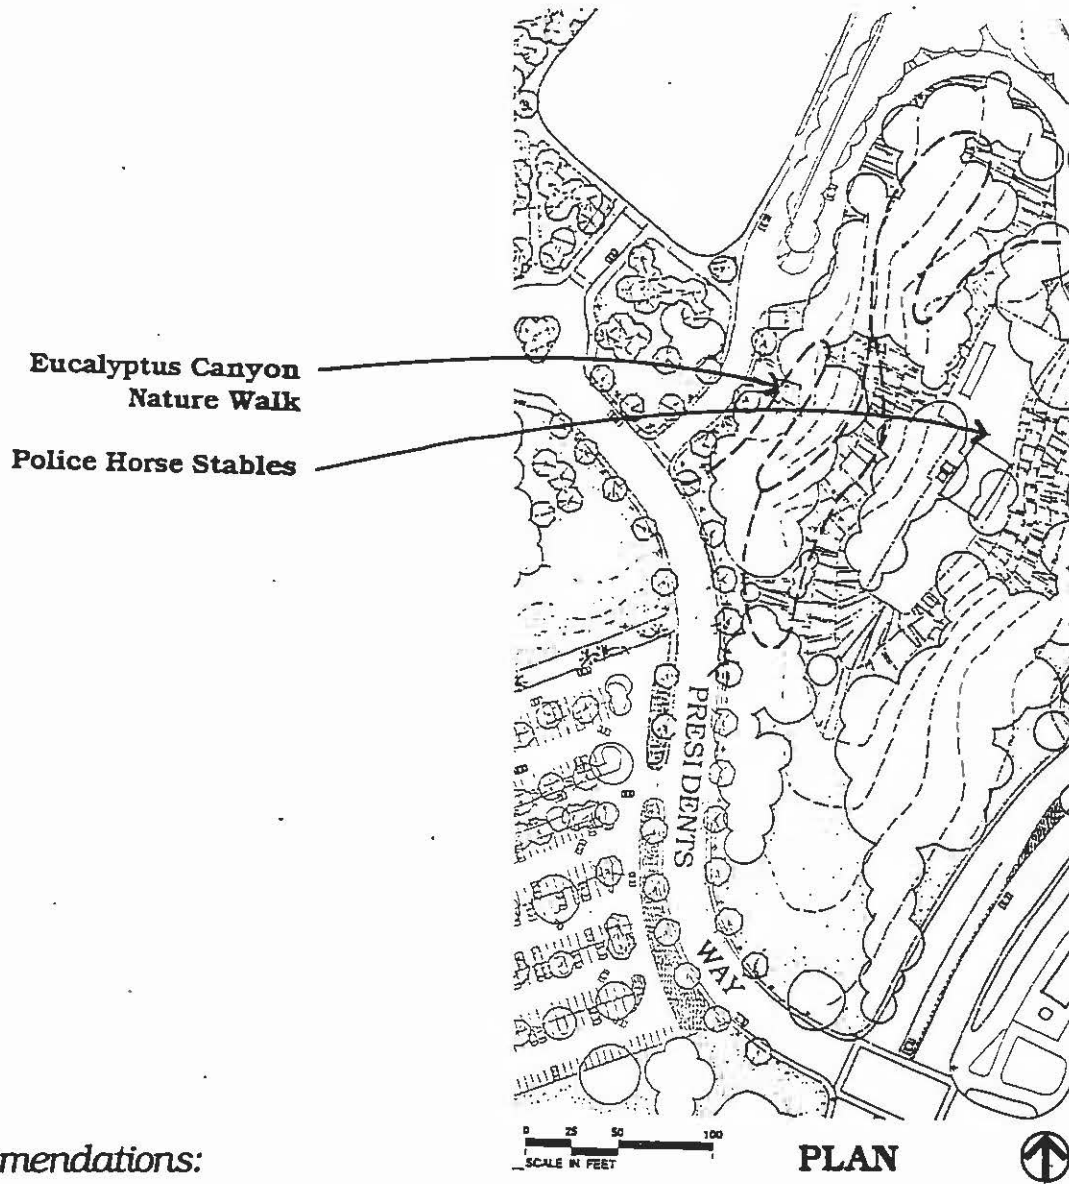 Eucalyptus Canyon
Nature Walk
Police Horse Stables
PRESIDENTS
WAY
0 25 50 100
SCALE IN FEET
PLAN
mendations: